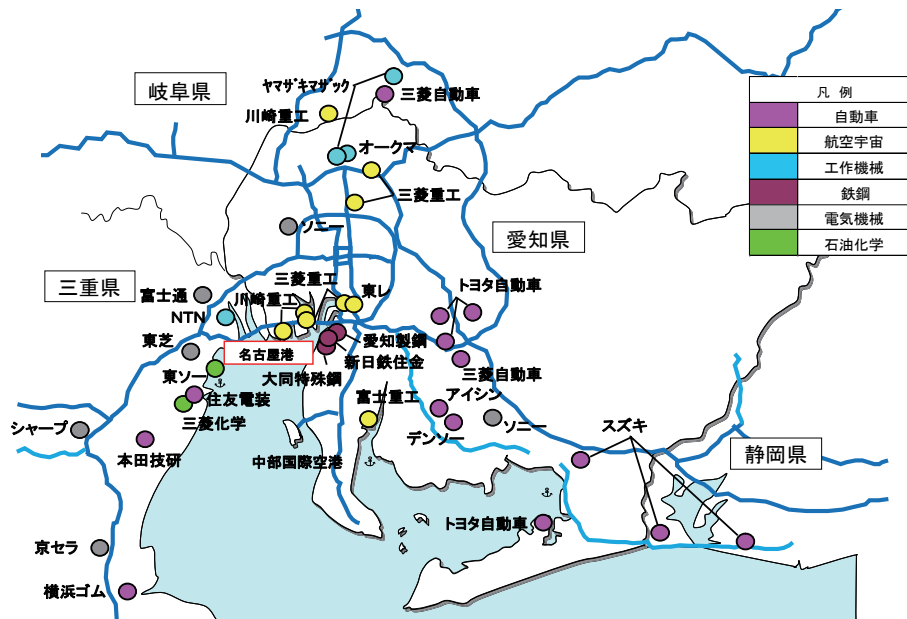 岐阜県
ヤマザキマザック
三菱自動車
川崎重工
オークマ
三菱重工
ソニー
愛知県
凡 例
自動車
航空宇宙
工作機械
鉄鋼
電気機械
石油化学
三重県
三菱重工
富士通
川崎重工
東レ
トヨタ自動車
NTN
東芝
名古屋港
愛知製鋼
新日鉄住金
大同特殊鋼
三菱自動車
東ソー
住友電装
三菱化学
富士重工
アイシン
デンソー
ソニー
シャープ
本田技研
中部国際空港
スズキ
静岡県
トヨタ自動車
京セラ
横浜ゴム